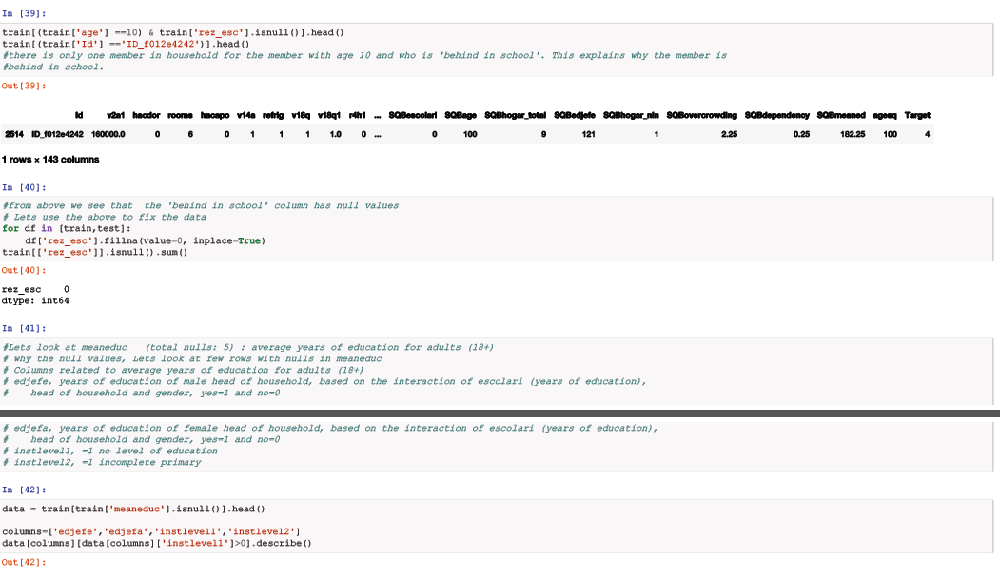 In [39]:
train[(train['age'] ==10) & train['rez_esc'].isnull()].head()
train[(train['Id'] =='ID_f012e4242')].head()
#there is only one member in household for the member with age 10 and who is 'behind in school'. This explains why the member is
#behind in school.
Out[39]:
Id v2a1 hacdor rooms hacapo v14a refrig v18q v18q1 r4h1 ... SQBescolari SQBage SQBhogar_total SQBedjefe SQBhogar_nin SQBovercrowding SQBdependency SQBmeaned agesq Target
2514 ID_f012e4242 160000.0 0 6 0 1 1 1 1.0 0 ... 0 100 9 121 1 2.25 0.25 182.25 100 4
1 rows × 143 columns
In [40]:
#from above we see that  the 'behind in school' column has null values
# Lets use the above to fix the data
for df in [train,test]:
    df['rez_esc'].fillna(value=0, inplace=True)
train[['rez_esc']].isnull().sum()
Out[40]:
rez_esc    0
dtype: int64
In [41]:
#Lets look at meaneduc   (total nulls: 5) : average years of education for adults (18+)
# why the null values, Lets look at few rows with nulls in meaneduc
# Columns related to average years of education for adults (18+)
# edjefe, years of education of male head of household, based on the interaction of escolari (years of education),
#    head of household and gender, yes=1 and no=0
# edjefa, years of education of female head of household, based on the interaction of escolari (years of education),
#    head of household and gender, yes=1 and no=0
# instlevel1, =1 no level of education
# instlevel2, =1 incomplete primary
In [42]:
data = train[train['meaneduc'].isnull()].head()
columns=['edjefe','edjefa','instlevel1','instlevel2']
data[columns][data[columns]['instlevel1']>0].describe()
Out[42]: